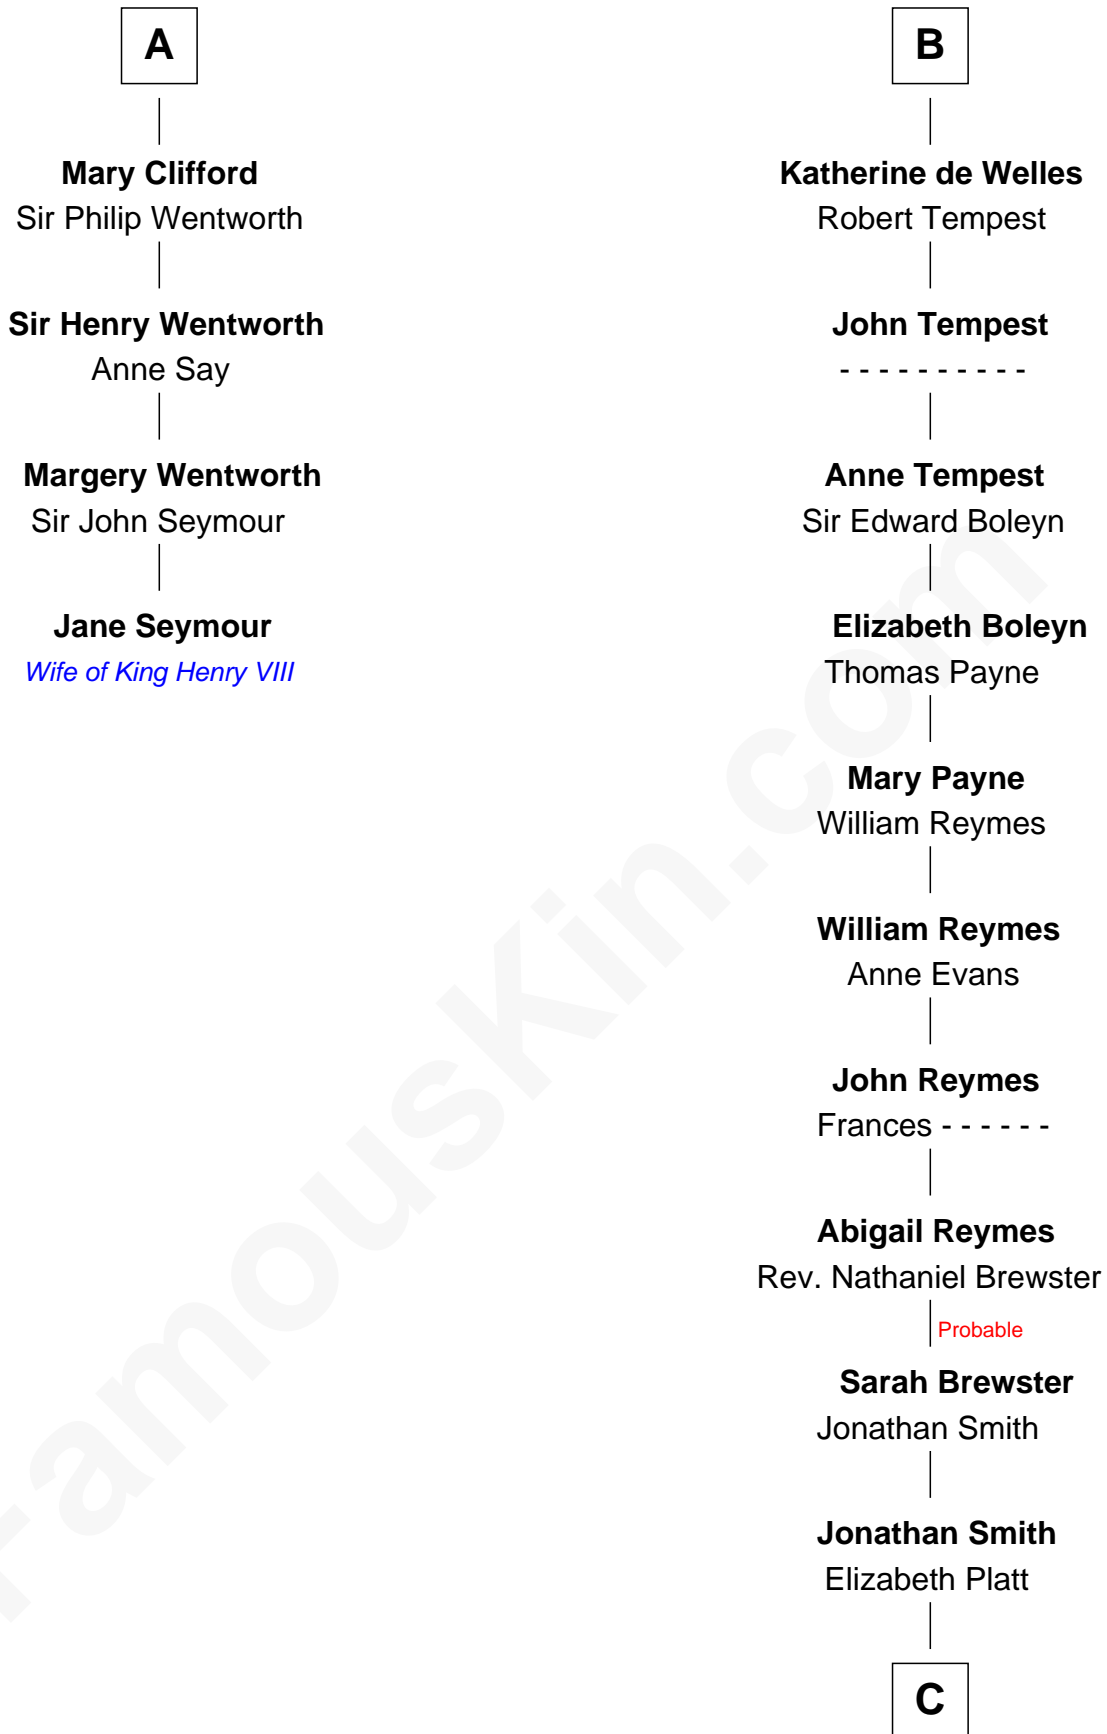 A
Mary Clifford
Sir Philip Wentworth
Sir Henry Wentworth
Anne Say
Margery Wentworth
Sir John Seymour
Jane Seymour
Wife of King Henry VIII
B
Katherine de Welles
Robert Tempest
John Tempest
- - - - - - - - - -
Anne Tempest
Sir Edward Boleyn
Elizabeth Boleyn
Thomas Payne
Mary Payne
William Reymes
William Reymes
Anne Evans
John Reymes
Frances - - - - - -
Abigail Reymes
Rev. Nathaniel Brewster
Probable
Sarah Brewster
Jonathan Smith
Jonathan Smith
Elizabeth Platt
C
FamousKin.com